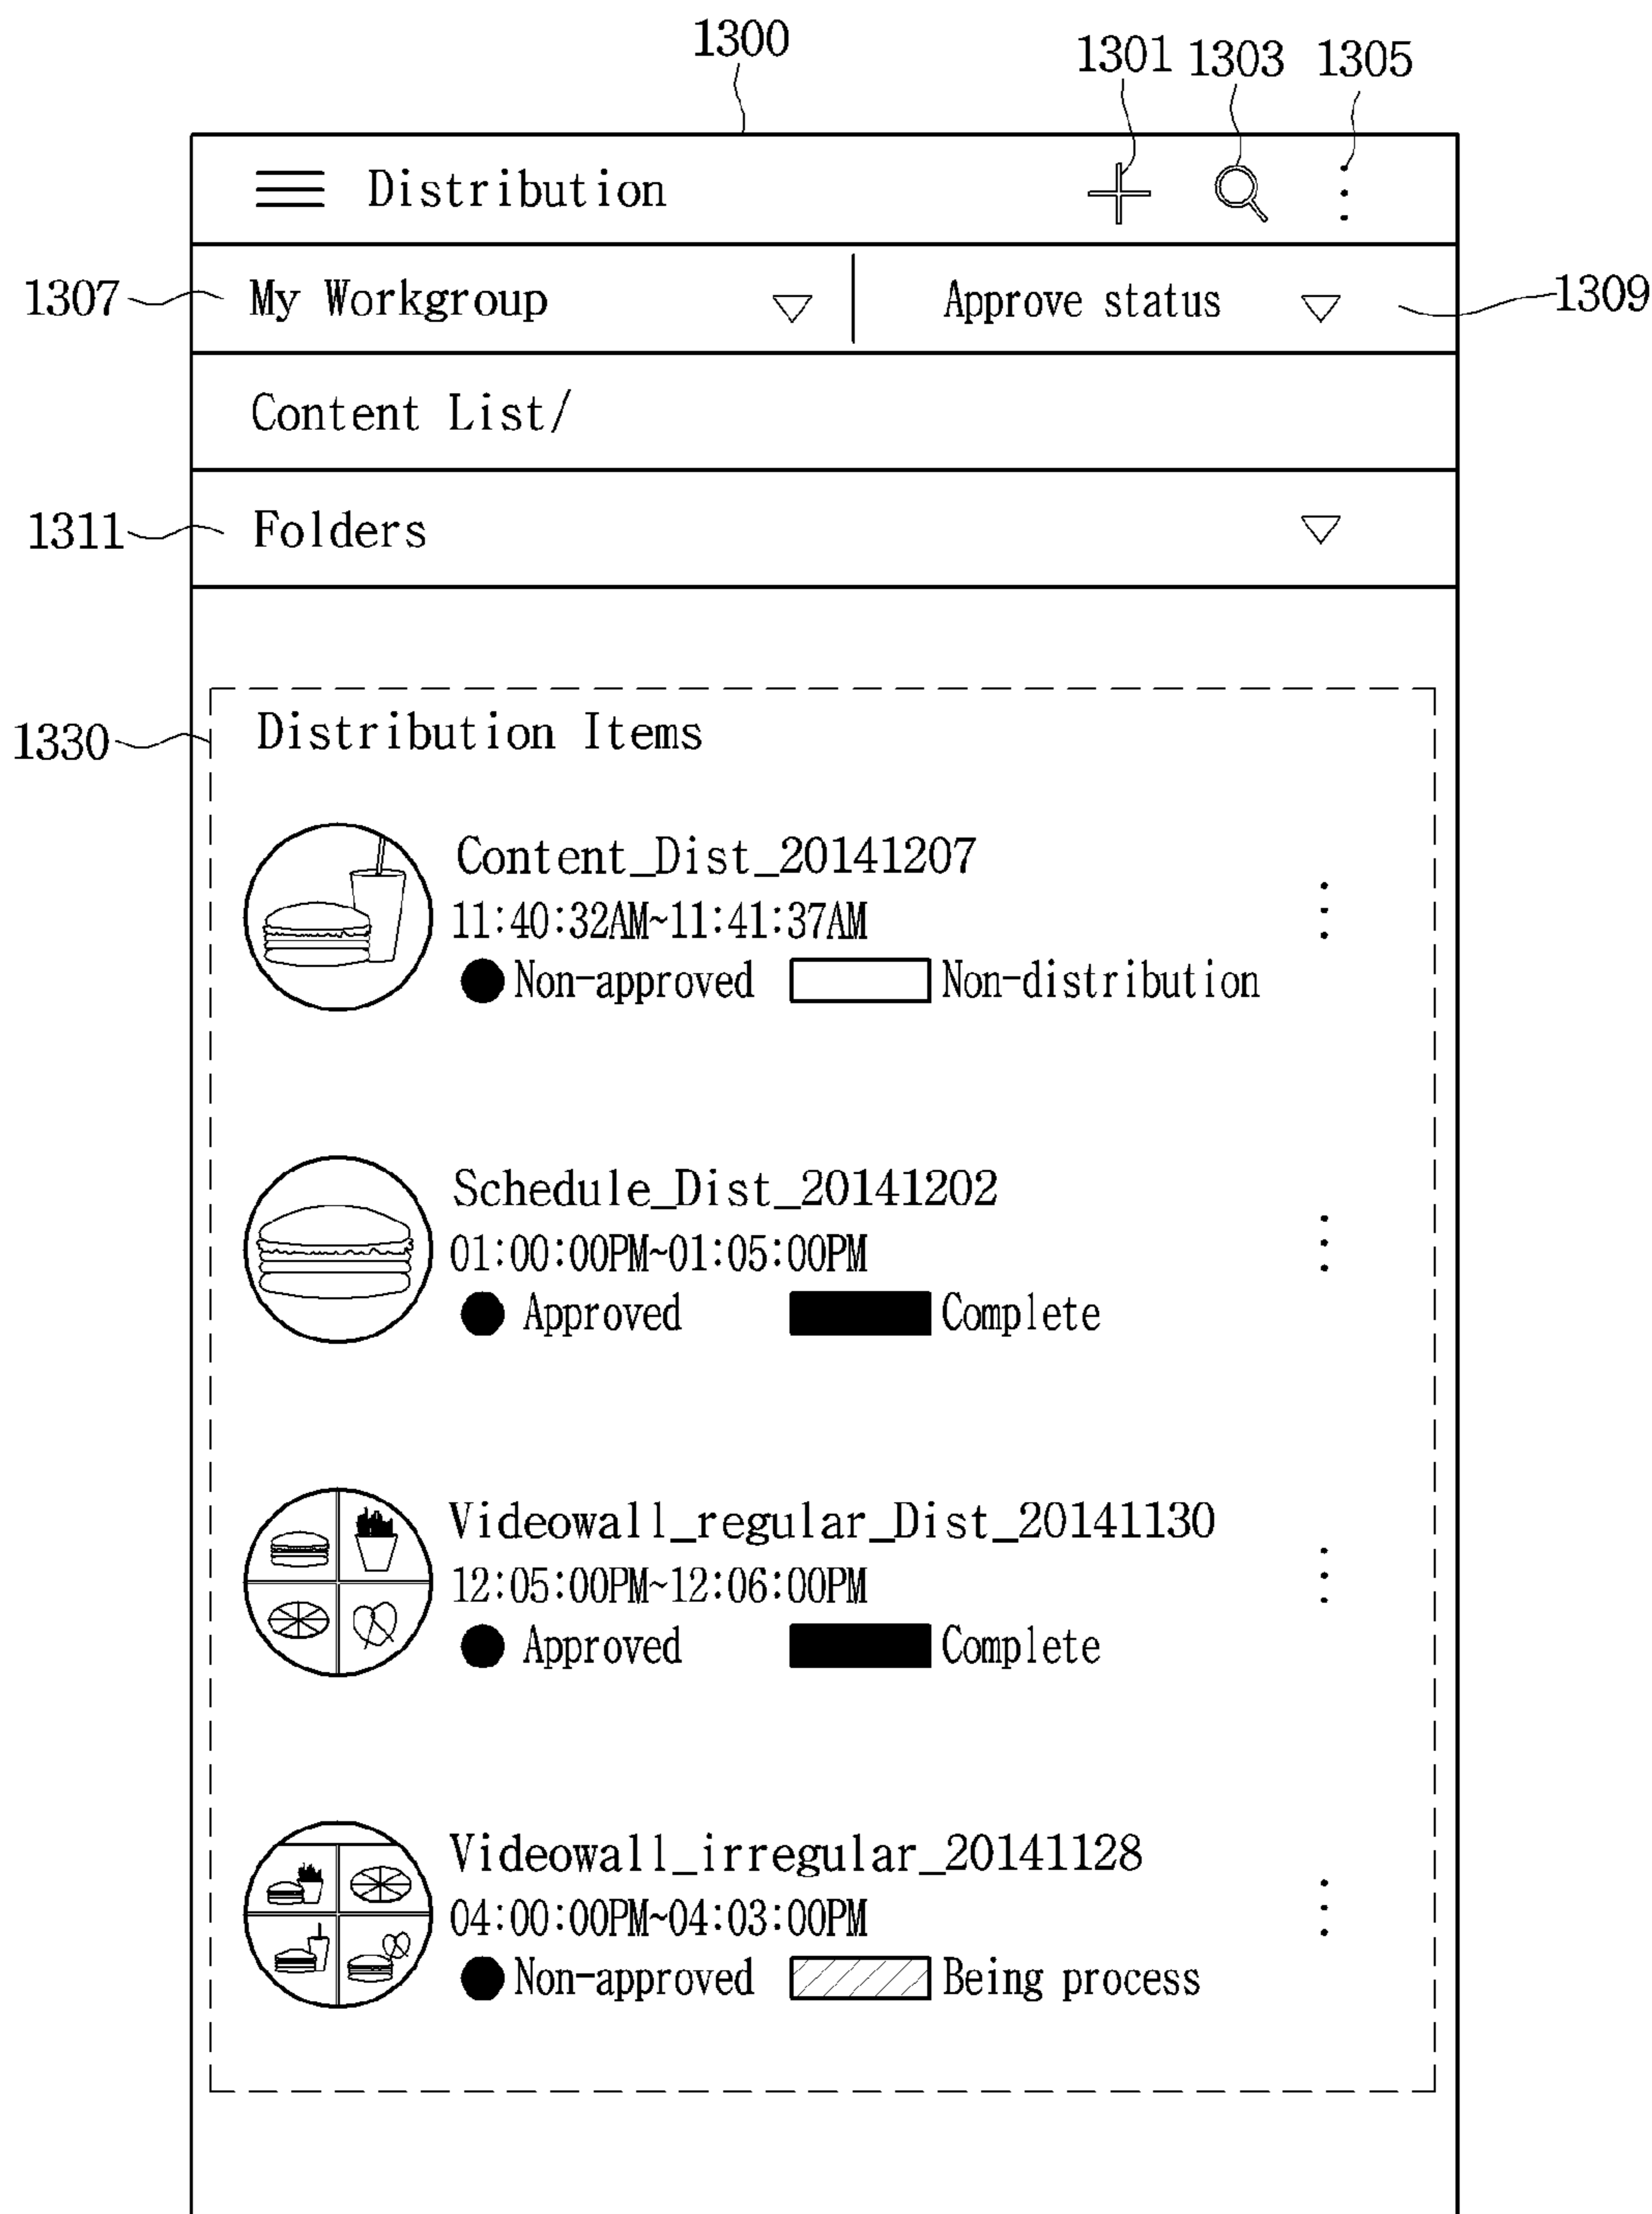 1300
1301 1303 1305
Distribution
1307 My Workgroup Approve status 1309
Content List/
1311 Folders
1330 Distribution Items
Content_Dist_20141207
11:40:32AM~11:41:37AM
Non-approved Non-distribution
Schedule_Dist_20141202
01:00:00PM~01:05:00PM
Approved Complete
Videowall_regular_Dist_20141130
12:05:00PM~12:06:00PM
Approved Complete
Videowall_irregular_20141128
04:00:00PM~04:03:00PM
Non-approved Being process